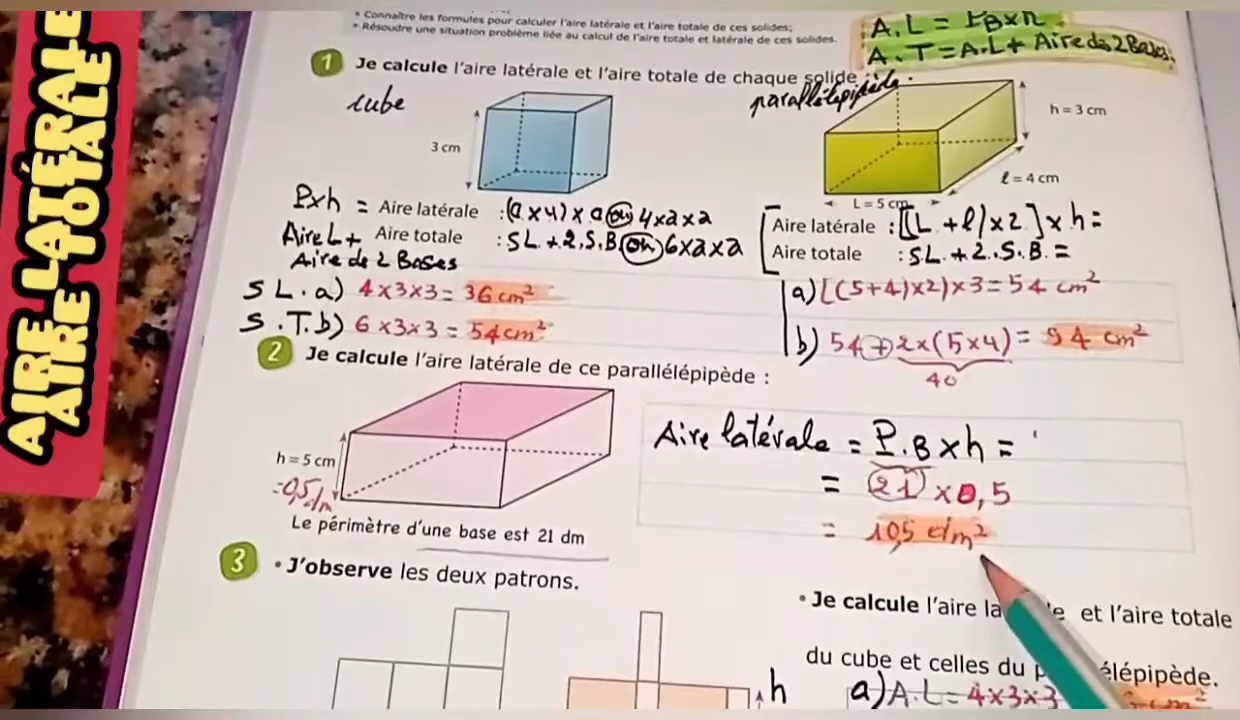 AIRE LATÉRALE
AIRE TOTALE
• Connaître les formules pour calculer l'aire latérale et l'aire totale de ces solides;
• Résoudre une situation problème liée au calcul de l'aire totale et latérale de ces solides.
A.L = PBxh
A.T = A.L + Aire de 2 Bases.
1 Je calcule l'aire latérale et l'aire totale de chaque solide :
cube
parallélépipède
3 cm
h = 3 cm
ℓ = 4 cm
L = 5 cm
Pxh = Aire latérale : (a x 4) x a ou 4 x a x a
Aire L + Aire totale : S L + 2.S.B ou 6 x a x a
Aire de 2 Bases
Aire latérale : [(L + l) x 2] x h =
Aire totale : S.L. + 2.S.B. =
S L. a) 4 x 3 x 3 = 36 cm²
S.T. b) 6 x 3 x 3 = 54 cm²
a) [(5+4) x 2) x 3 = 54 cm²
b) 54 + 2 x (5 x 4) = 94 cm²
40
2 Je calcule l'aire latérale de ce parallélépipède :
h = 5 cm
= 0,5 dm
Le périmètre d'une base est 21 dm
Aire latérale = P.B x h =
= 21 x 0,5
= 10,5 dm²
3 • J'observe les deux patrons.
h
• Je calcule l'aire et l'aire totale
du cube et celles du
a) A.L = 4 x 3 x 3
cm²